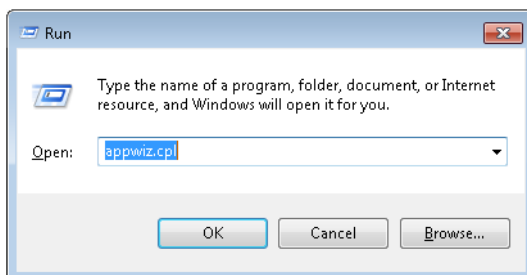 Run
Type the name of a program, folder, document, or Internet
resource, and Windows will open it for you.
Open: appwiz.cpl
OK Cancel Browse...